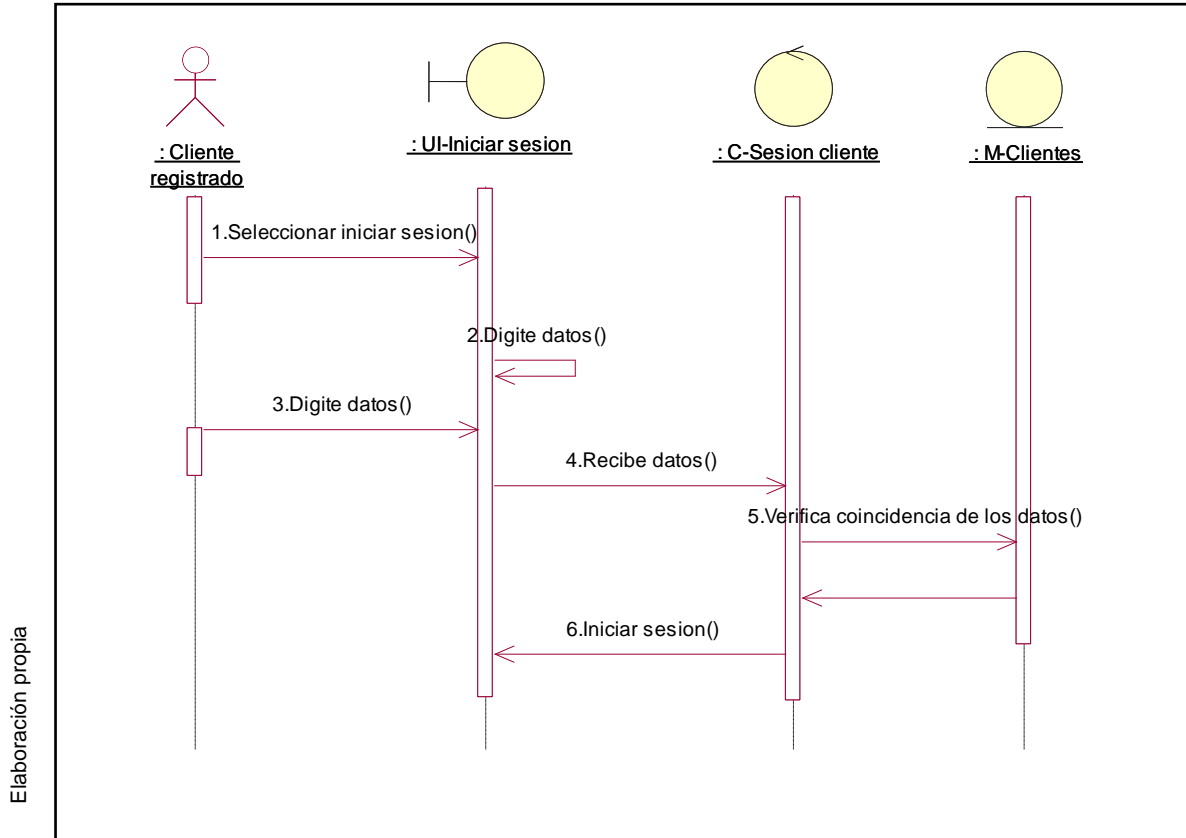 : Cliente
registrado
: UI-Iniciar sesion
: C-Sesion cliente
: M-Clientes
1.Seleccionar iniciar sesion()
2.Digite datos()
3.Digite datos()
4.Recibe datos()
5.Verifica coincidencia de los datos()
6.Iniciar sesion()
Elaboración propia